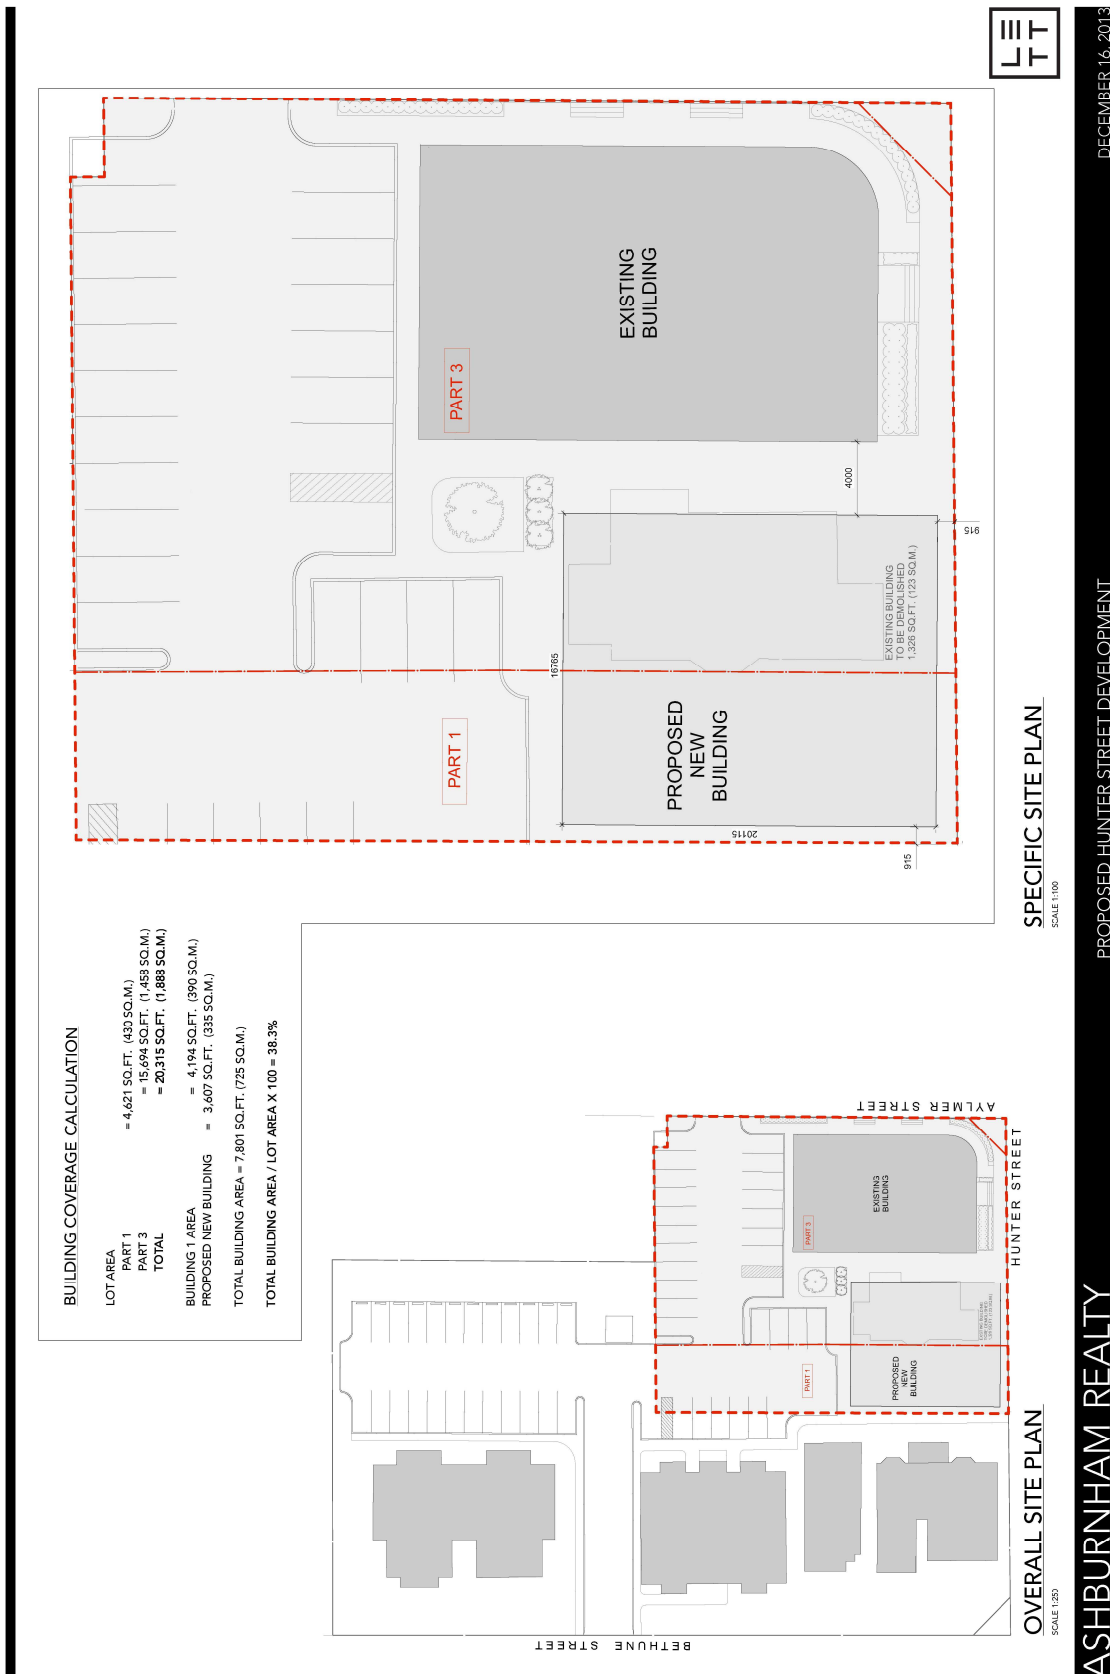 BUILDING COVERAGE CALCULATION
LOT AREA
PART 1 = 4,621 SQ.FT. (430 SQ.M.)
PART 3 = 15,694 SQ.FT. (1,458 SQ.M.)
TOTAL = 20,315 SQ.FT. (1,888 SQ.M.)
BUILDING 1 AREA = 4,194 SQ.FT. (390 SQ.M.)
PROPOSED NEW BUILDING = 3,607 SQ.FT. (335 SQ.M.)
TOTAL BUILDING AREA = 7,801 SQ.FT. (725 SQ.M.)
TOTAL BUILDING AREA / LOT AREA X 100 = 38.3%
PART 1
PART 3
EXISTING
BUILDING
PROPOSED
NEW
BUILDING
EXISTING BUILDING
TO BE DEMOLISHED
1,326 SQ.FT. (123 SQ.M.)
16765
20115
4000
915
915
SPECIFIC SITE PLAN
SCALE 1:100
PART 1
PART 3
EXISTING
BUILDING
PROPOSED
NEW
BUILDING
AYLMER STREET
HUNTER STREET
BETHUNE STREET
OVERALL SITE PLAN
SCALE 1:250
LETT
ASHBURNHAM REALTY
PROPOSED HUNTER STREET DEVELOPMENT
DECEMBER 16, 2013